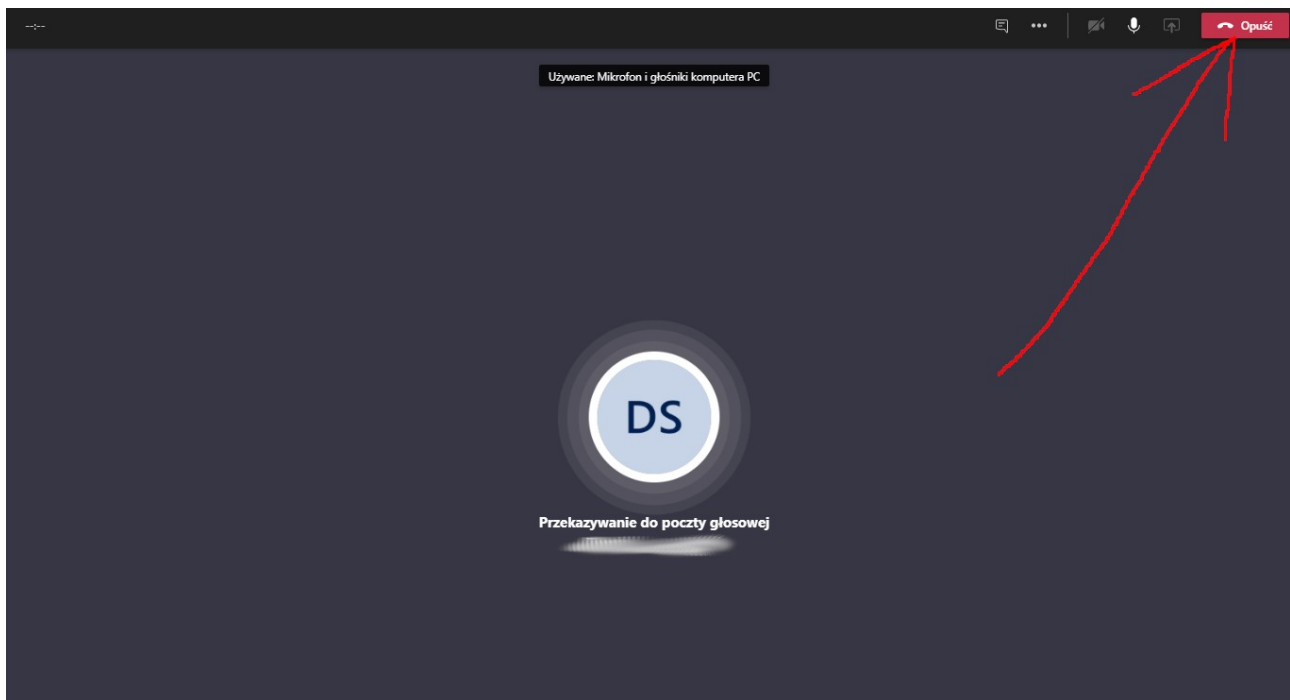 --:--
Opuść
Używane: Mikrofon i głośniki komputera PC
DS
Przekazywanie do poczty głosowej